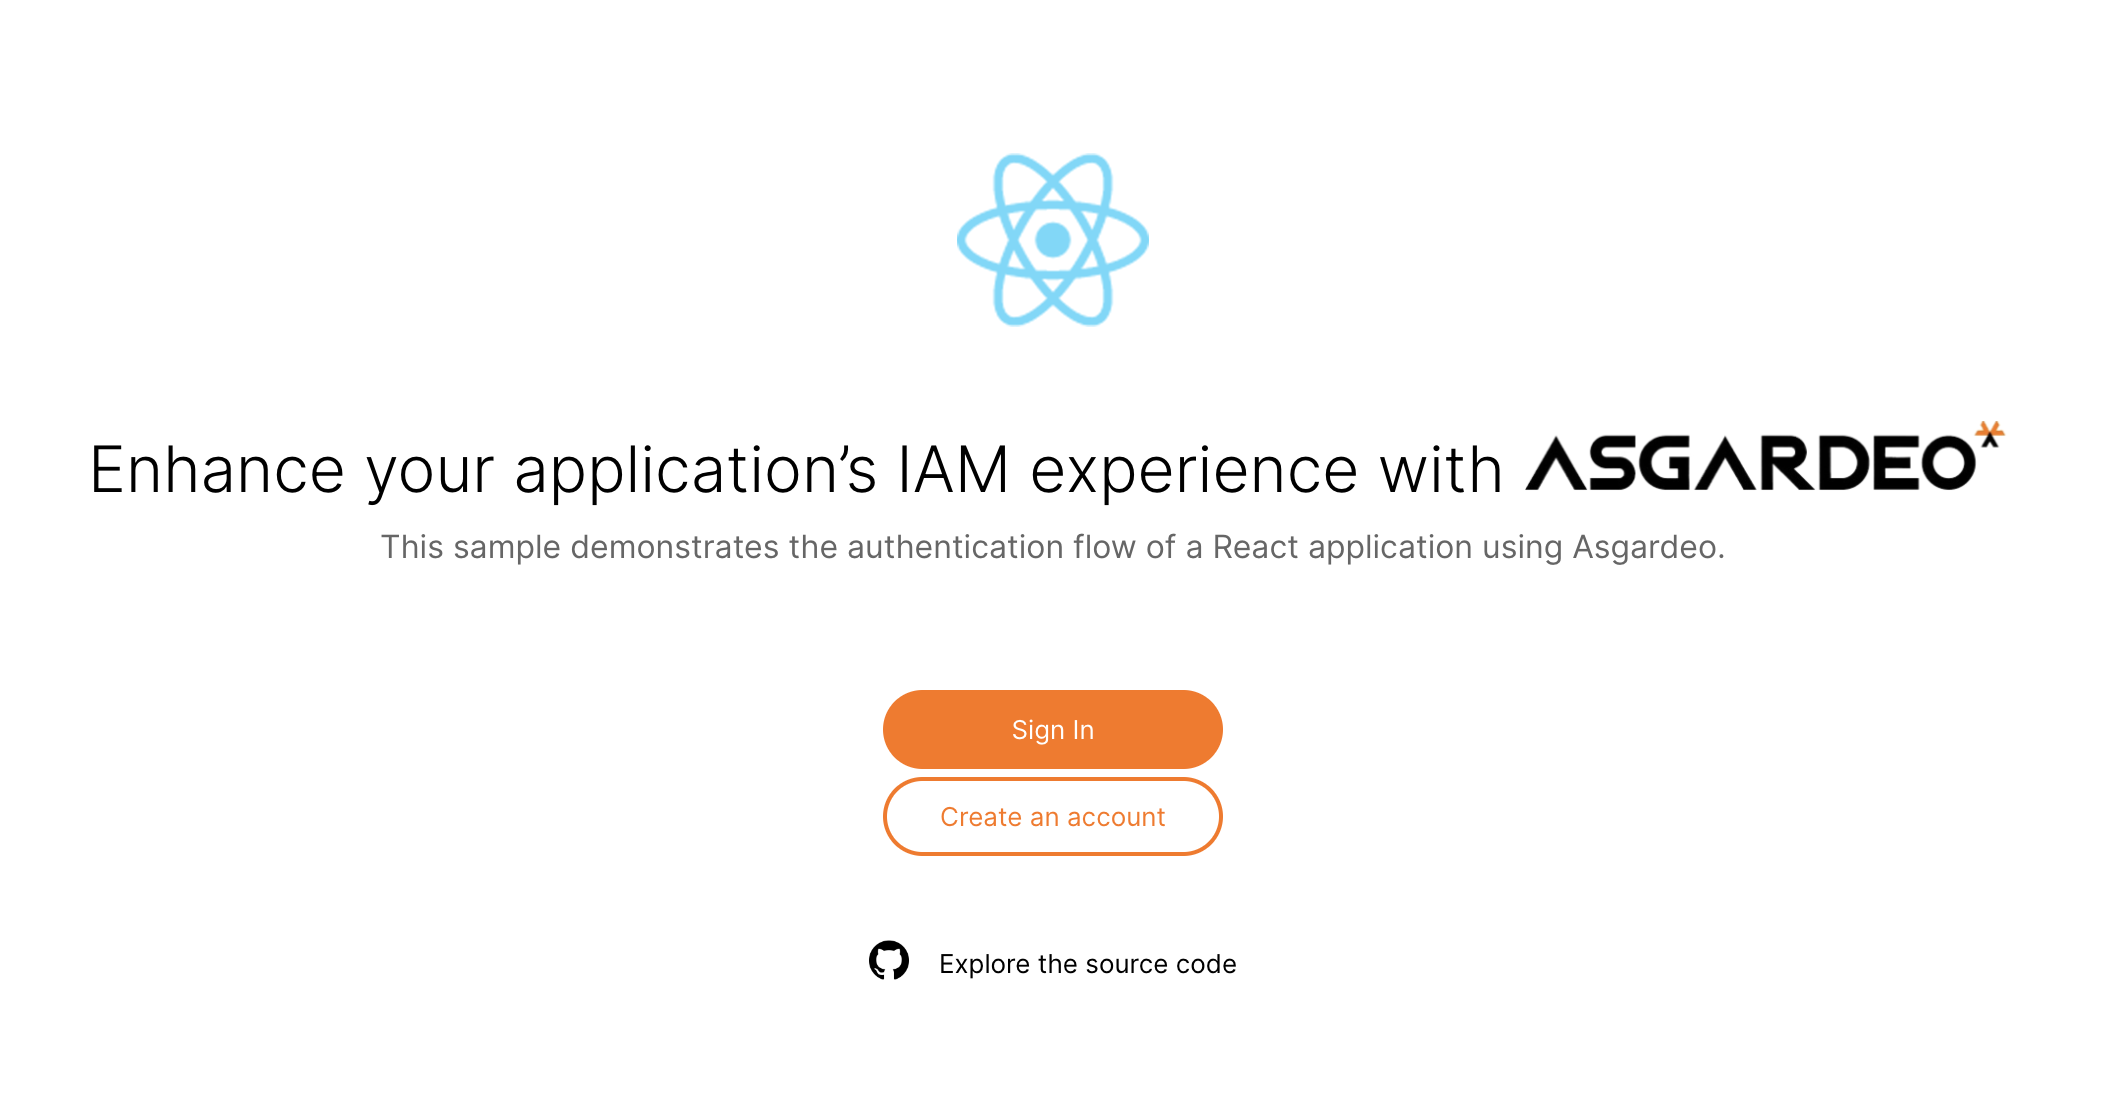 Enhance your application’s IAM experience with ASGARDEO
This sample demonstrates the authentication flow of a React application using Asgardeo.
Sign In
Create an account
Explore the source code